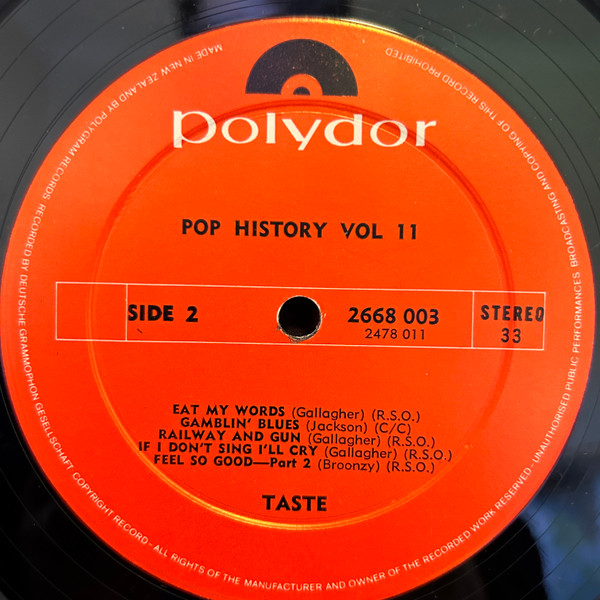 polydor
POP HISTORY VOL 11
SIDE 2
2668 003
2478 011
STEREO
33
EAT MY WORDS (Gallagher) (R.S.O.)
GAMBLIN' BLUES (Jackson) (C/C)
RAILWAY AND GUN (Gallagher) (R.S.O.)
IF I DON'T SING I'LL CRY (Gallagher) (R.S.O.)
FEEL SO GOOD—Part 2 (Broonzy) (R.S.O.)
TASTE
MADE IN NEW ZEALAND BY POLYGRAM RECORDS RECORDED BY DEUTSCHE GRAMMOPHON GESELLSCHAFT COPYRIGHT RECORD - ALL RIGHTS OF THE MANUFACTURER AND OWNER OF THE RECORDED WORK RESERVED - UNAUTHORISED PUBLIC PERFORMANCES BROADCASTING AND COPYING OF THIS RECORD PROHIBITED